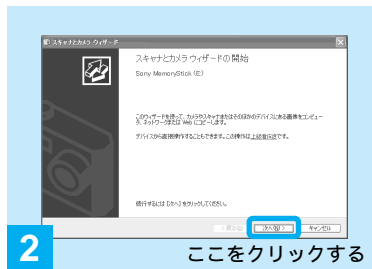 スキャナとカメラ ウィザード
スキャナとカメラ ウィザードの開始
Sony MemoryStick (E)
このウィザードを使って、カメラやスキャナまたはそのほかのデバイスにある画像をコンピュー
タ、ネットワークまたは Web にコピーします。
デバイスから直接操作することもできます。この操作は上級者向きです。
続行するには [次へ] をクリックしてください。
< 戻る(B) 次へ(N) > キャンセル
2 ここをクリックする